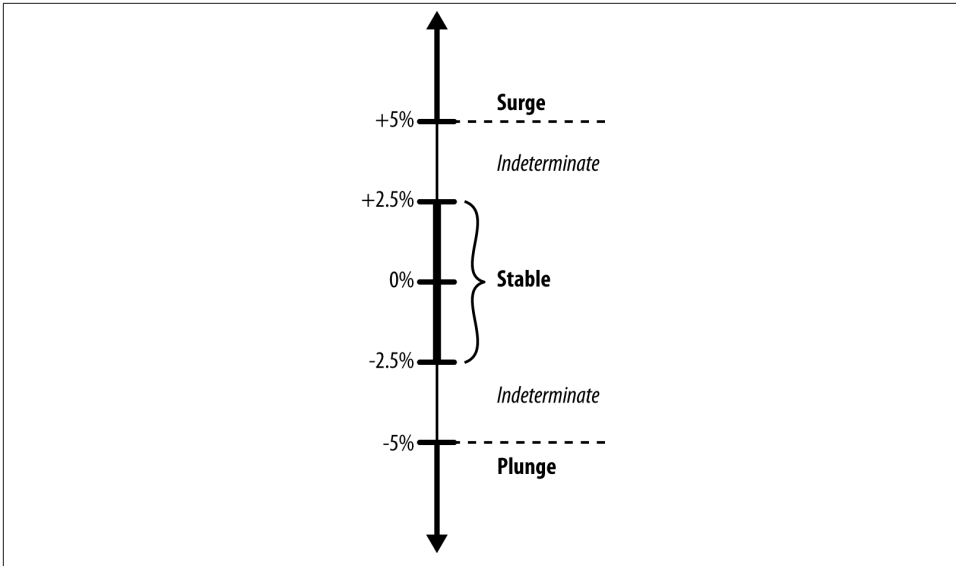 Surge
+5%
Indeterminate
+2.5%
0%
Stable
-2.5%
Indeterminate
-5%
Plunge